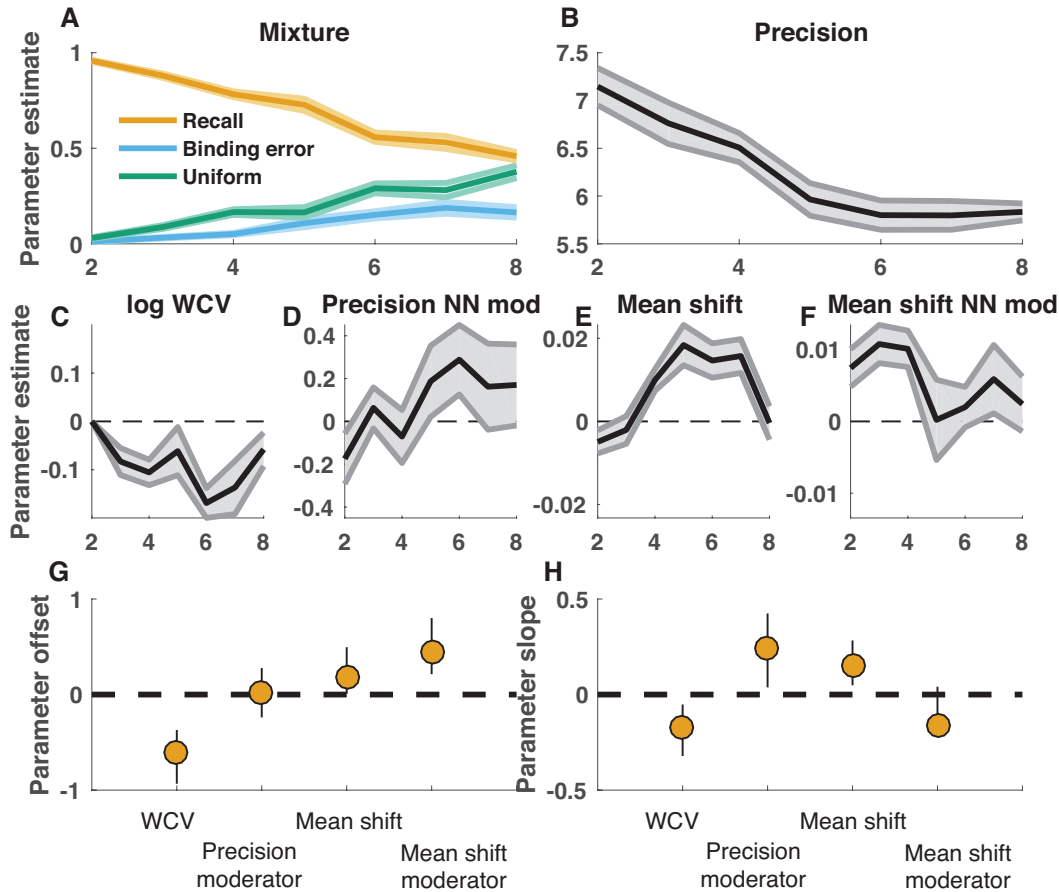 A
Mixture
B
Precision
Parameter estimate
1
0.5
0
Recall
Binding error
Uniform
2
4
6
8
7.5
7
6.5
6
5.5
2
4
6
8
C
log WCV
D
Precision NN mod
E
Mean shift
F
Mean shift NN mod
Parameter estimate
0.1
0
-0.1
2
4
6
8
0.4
0.2
0
-0.2
-0.4
2
4
6
8
0.02
0
-0.02
2
4
6
8
0.01
0
-0.01
2
4
6
8
G
H
Parameter offset
1
0
-1
WCV
Precision
moderator
Mean shift
Mean shift
moderator
Parameter slope
0.5
0
-0.5
WCV
Precision
moderator
Mean shift
Mean shift
moderator